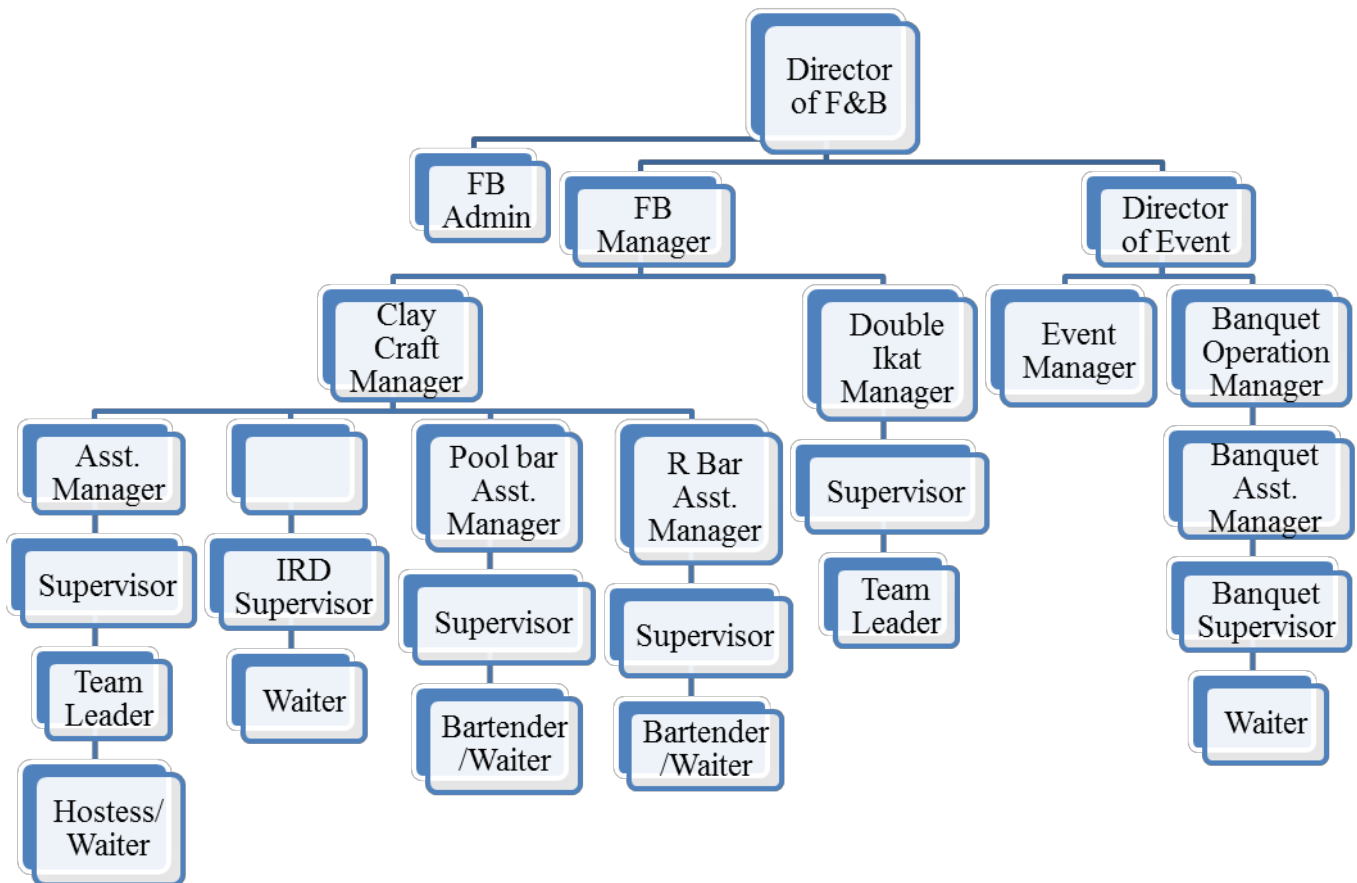 Director
of F&B
FB
Admin
FB
Manager
Director
of Event
Clay
Craft
Manager
Double
Ikat
Manager
Event
Manager
Banquet
Operation
Manager
Asst.
Manager
Pool bar
Asst.
Manager
R Bar
Asst.
Manager
Supervisor
Banquet
Asst.
Manager
Supervisor
IRD
Supervisor
Supervisor
Supervisor
Team
Leader
Banquet
Supervisor
Team
Leader
Waiter
Bartender
/Waiter
Bartender
/Waiter
Waiter
Hostess/
Waiter